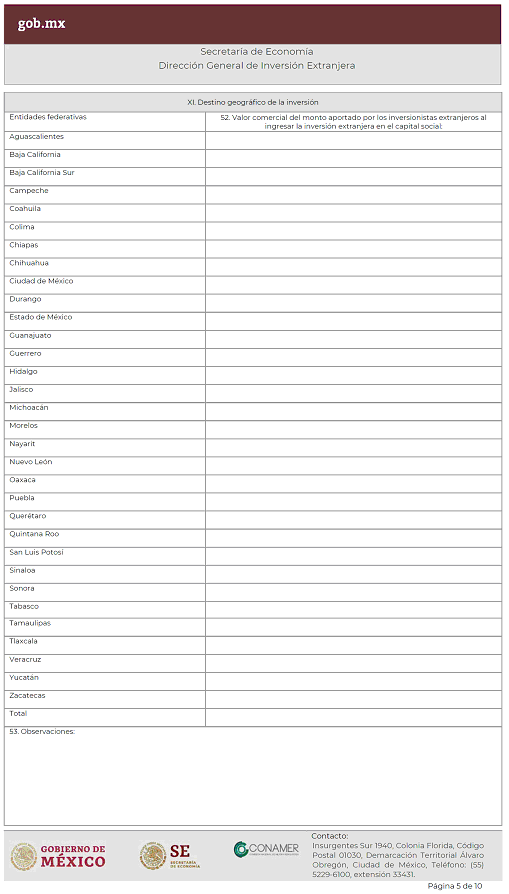 gob.mx
Secretaría de Economía
Dirección General de Inversión Extranjera
XI. Destino geográfico de la inversión
Entidades federativas
52. Valor comercial del monto aportado por los inversionistas extranjeros al
ingresar la inversión extranjera en el capital social:
Aguascalientes
Baja California
Baja California Sur
Campeche
Coahuila
Colima
Chiapas
Chihuahua
Ciudad de México
Durango
Estado de México
Guanajuato
Guerrero
Hidalgo
Jalisco
Michoacán
Morelos
Nayarit
Nuevo León
Oaxaca
Puebla
Querétaro
Quintana Roo
San Luis Potosí
Sinaloa
Sonora
Tabasco
Tamaulipas
Tlaxcala
Veracruz
Yucatán
Zacatecas
Total
53. Observaciones:
GOBIERNO DE
MÉXICO
SE
SECRETARÍA
DE ECONOMÍA
CONAMER
Contacto:
Insurgentes Sur 1940, Colonia Florida, Código
Postal 01030, Demarcación Territorial Álvaro
Obregón, Ciudad de México, Teléfono: (55)
5229-6100, extensión 33431.
Página 5 de 10